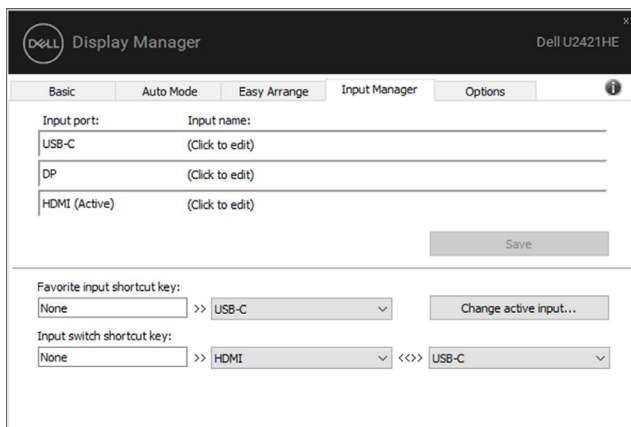 x
DELL Display Manager Dell U2421HE
Basic Auto Mode Easy Arrange Input Manager Options i
Input port: Input name:
USB-C (Click to edit)
DP (Click to edit)
HDMI (Active) (Click to edit)
Save
Favorite input shortcut key:
None >> USB-C Change active input...
Input switch shortcut key:
None >> HDMI <<>> USB-C